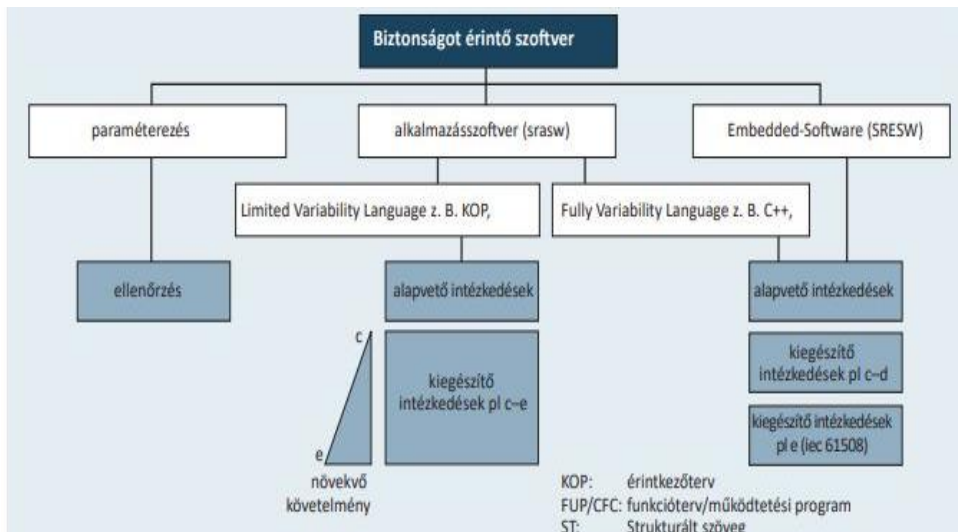 Biztonságot érintő szoftver
paraméterezés
alkalmazásszoftver (srasw)
Embedded-Software (SRESW)
Limited Variability Language z. B. KOP,
Fully Variability Language z. B. C++,
ellenőrzés
alapvető intézkedések
alapvető intézkedések
c
kiegészítő
intézkedések pl c–e
kiegészítő
intézkedések pl c–d
kiegészítő intézkedések
pl e (iec 61508)
e
növekvő
követelmény
KOP: érintkezőterv
FUP/CFC: funkcióterv/működtetési program
ST: Strukturált szöveg